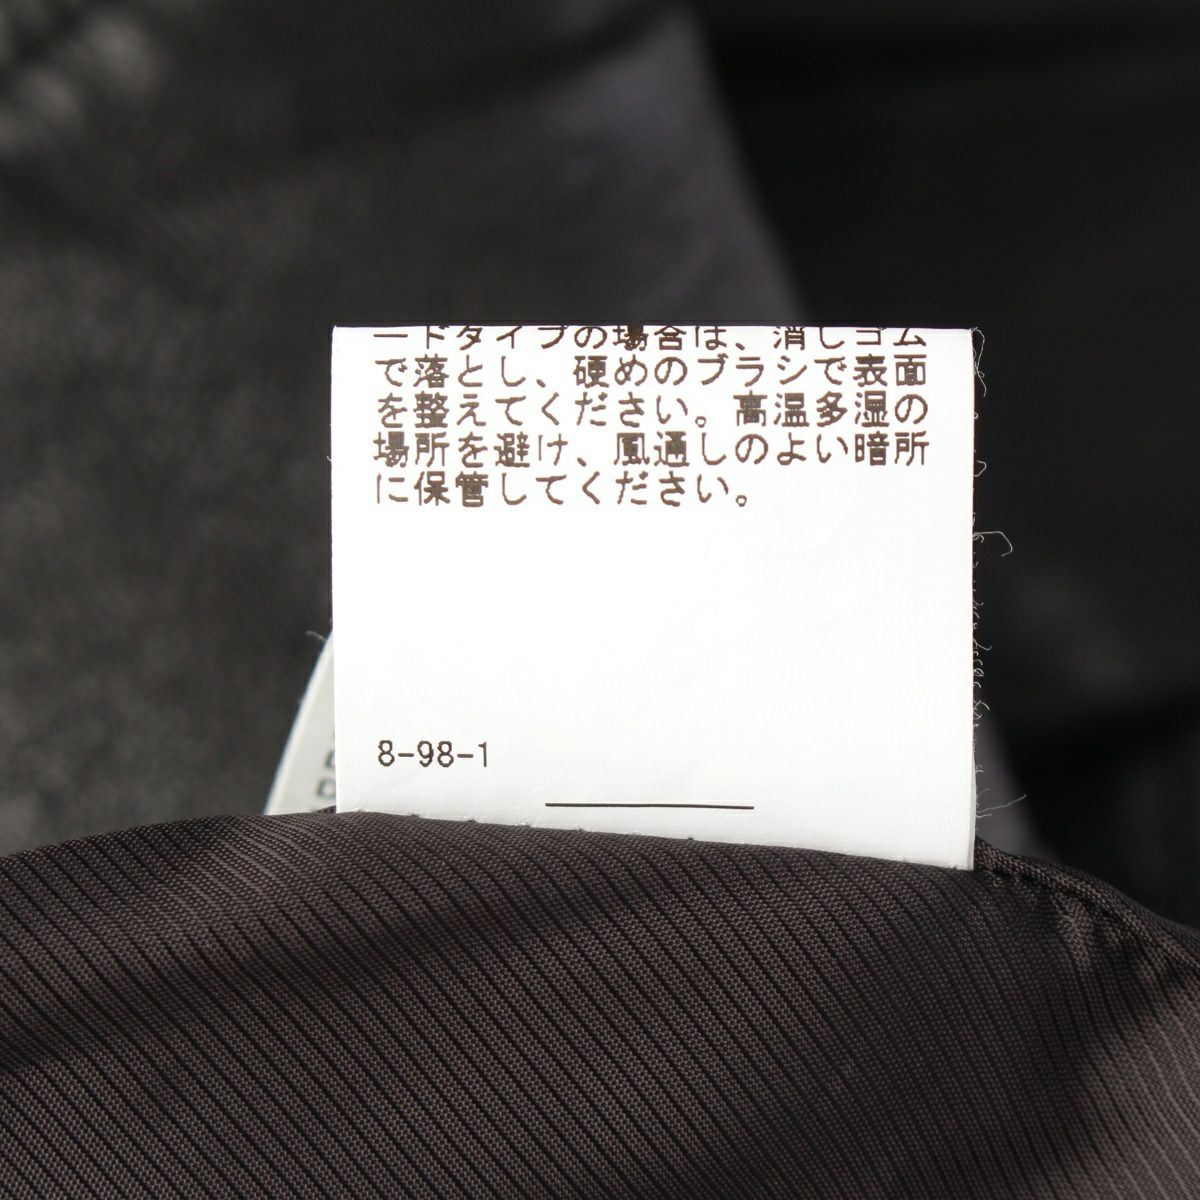 ードタイプの場合は、消しゴム
で落とし、硬めのブラシで表面
を整えてください。高温多湿の
場所を避け、風通しのよい暗所
に保管してください。
8-98-1